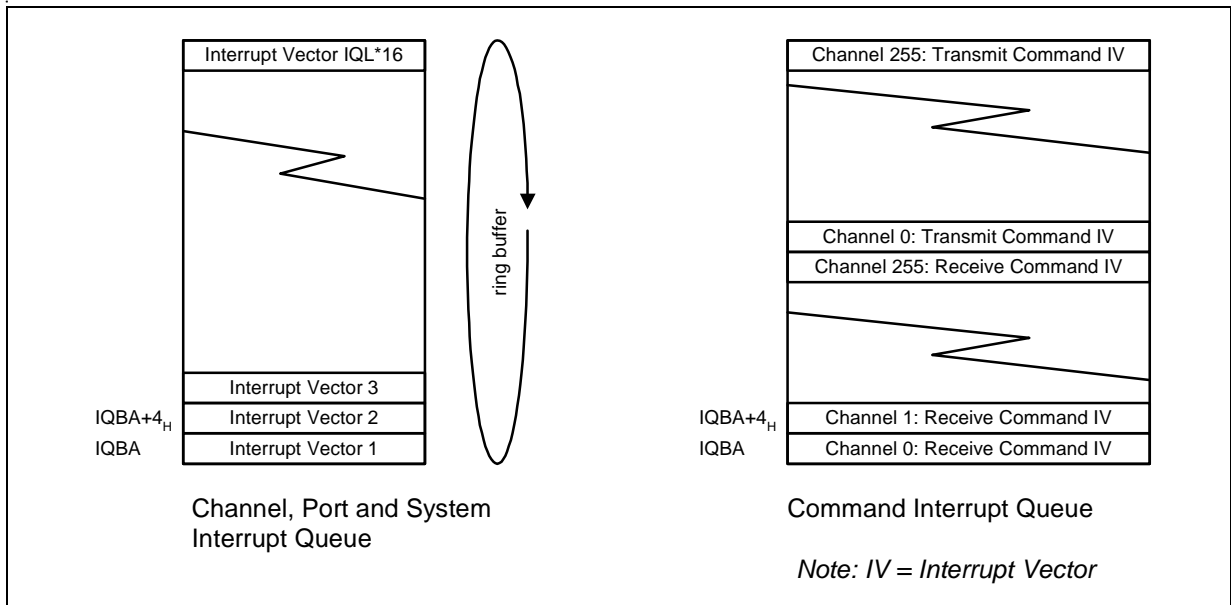 Interrupt Vector IQL*16
Interrupt Vector 3
IQBA+4H
Interrupt Vector 2
IQBA
Interrupt Vector 1
ring buffer
Channel, Port and System
Interrupt Queue
Channel 255: Transmit Command IV
Channel 0: Transmit Command IV
Channel 255: Receive Command IV
IQBA+4H
Channel 1: Receive Command IV
IQBA
Channel 0: Receive Command IV
Command Interrupt Queue
Note: IV = Interrupt Vector